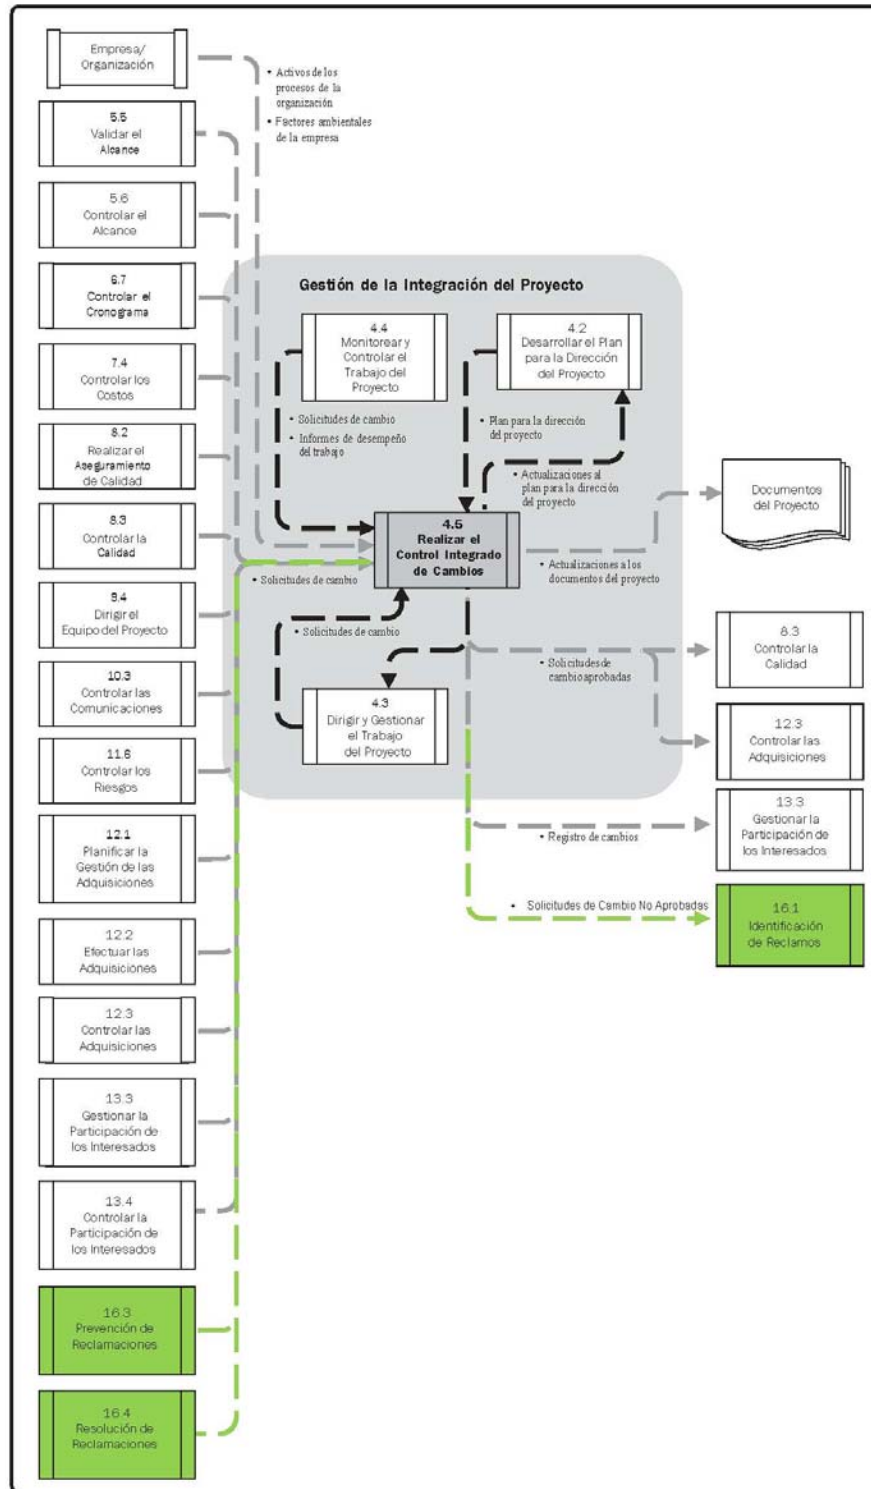 Empresa/
Organización
• Activos de los
procesos de la
organización
• Factores ambientales
de la empresa
5.5
Validar el
Alcance
5.6
Controlar el
Alcance
6.7
Controlar el
Cronograma
7.4
Controlar los
Costos
8.2
Realizar el
Aseguramiento
de Calidad
8.3
Controlar la
Calidad
9.4
Dirigir el
Equipo del Proyecto
10.3
Controlar las
Comunicaciones
11.6
Controlar los
Riesgos
12.1
Planificar la
Gestión de las
Adquisiciones
12.2
Efectuar las
Adquisiciones
12.3
Controlar las
Adquisiciones
13.3
Gestionar la
Participación de
los Interesados
13.4
Controlar la
Participación de
los Interesados
16.3
Prevención de
Reclamaciones
16.4
Resolución de
Reclamaciones
Gestión de la Integración del Proyecto
4.4
Monitorear y
Controlar el
Trabajo del
Proyecto
4.2
Desarrollar el Plan
para la Dirección
del Proyecto
• Solicitudes de cambio
• Informes de desempeño
del trabajo
• Plan para la dirección
del proyecto
• Actualizaciones al
plan para la dirección
del proyecto
4.5
Realizar el
Control Integrado
de Cambios
• Solicitudes de cambio
• Actualizaciones a los
documentos del proyecto
• Solicitudes de cambio
4.3
Dirigir y Gestionar
el Trabajo
del Proyecto
• Solicitudes de
cambio aprobadas
• Registro de cambios
• Solicitudes de Cambio No Aprobadas
Documentos
del Proyecto
8.3
Controlar la
Calidad
12.3
Controlar las
Adquisiciones
13.3
Gestionar la
Participación de
los Interesados
16.1
Identificación
de Reclamos